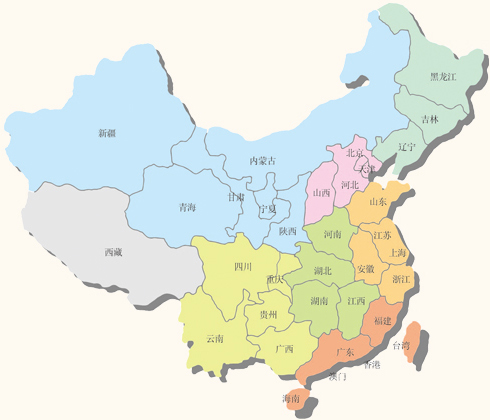 黑龙江
吉林
辽宁
新疆
内蒙古
北京
天津
河北
山西
山东
甘肃
宁夏
青海
陕西
河南
江苏
上海
安徽
西藏
四川
重庆
湖北
浙江
湖南
江西
贵州
福建
云南
广西
广东
台湾
香港
澳门
海南